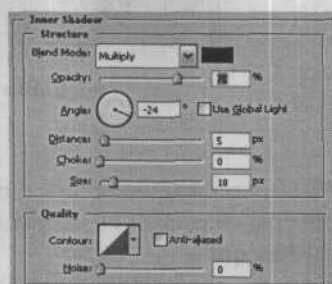 Inner Shadow
Structure
Blend Mode: Multiply
Opacity: %
Angle: -24 ° Use Global Light
Distance: 5 px
Choke: 0 %
Size: 18 px
Quality
Contour: Anti-aliased
Noise: 0 %